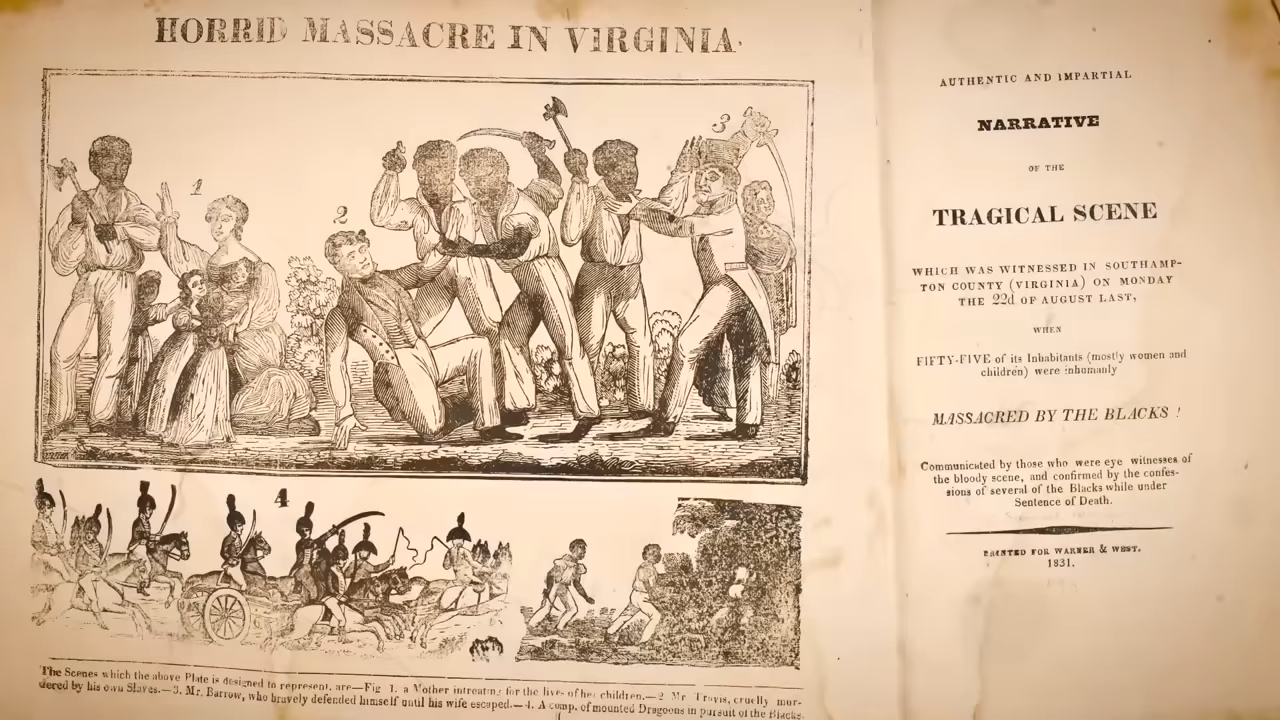 HORRID MASSACRE IN VIRGINIA.
1
2
3
4
The Scenes which the above Plate is designed to represent, are—Fig 1. a Mother intreating for the lives of her children.—2. Mr. Travis, cruelly mur-
dered by his own Slaves.—3. Mr. Barrow, who bravely defended himself until his wife escaped.—4. A comp. of mounted Dragoons in pursuit of the Blacks.
AUTHENTIC AND IMPARTIAL
NARRATIVE
OF THE
TRAGICAL SCENE
WHICH WAS WITNESSED IN SOUTHAMP-
TON COUNTY (VIRGINIA) ON MONDAY
THE 22d OF AUGUST LAST,
WHEN
FIFTY-FIVE of its Inhabitants (mostly women and
children) were inhumanly
MASSACRED BY THE BLACKS !
Communicated by those who were eye witnesses of
the bloody scene, and confirmed by the confes-
sions of several of the Blacks while under
Sentence of Death.
PRINTED FOR WARNER & WEST.
1831.